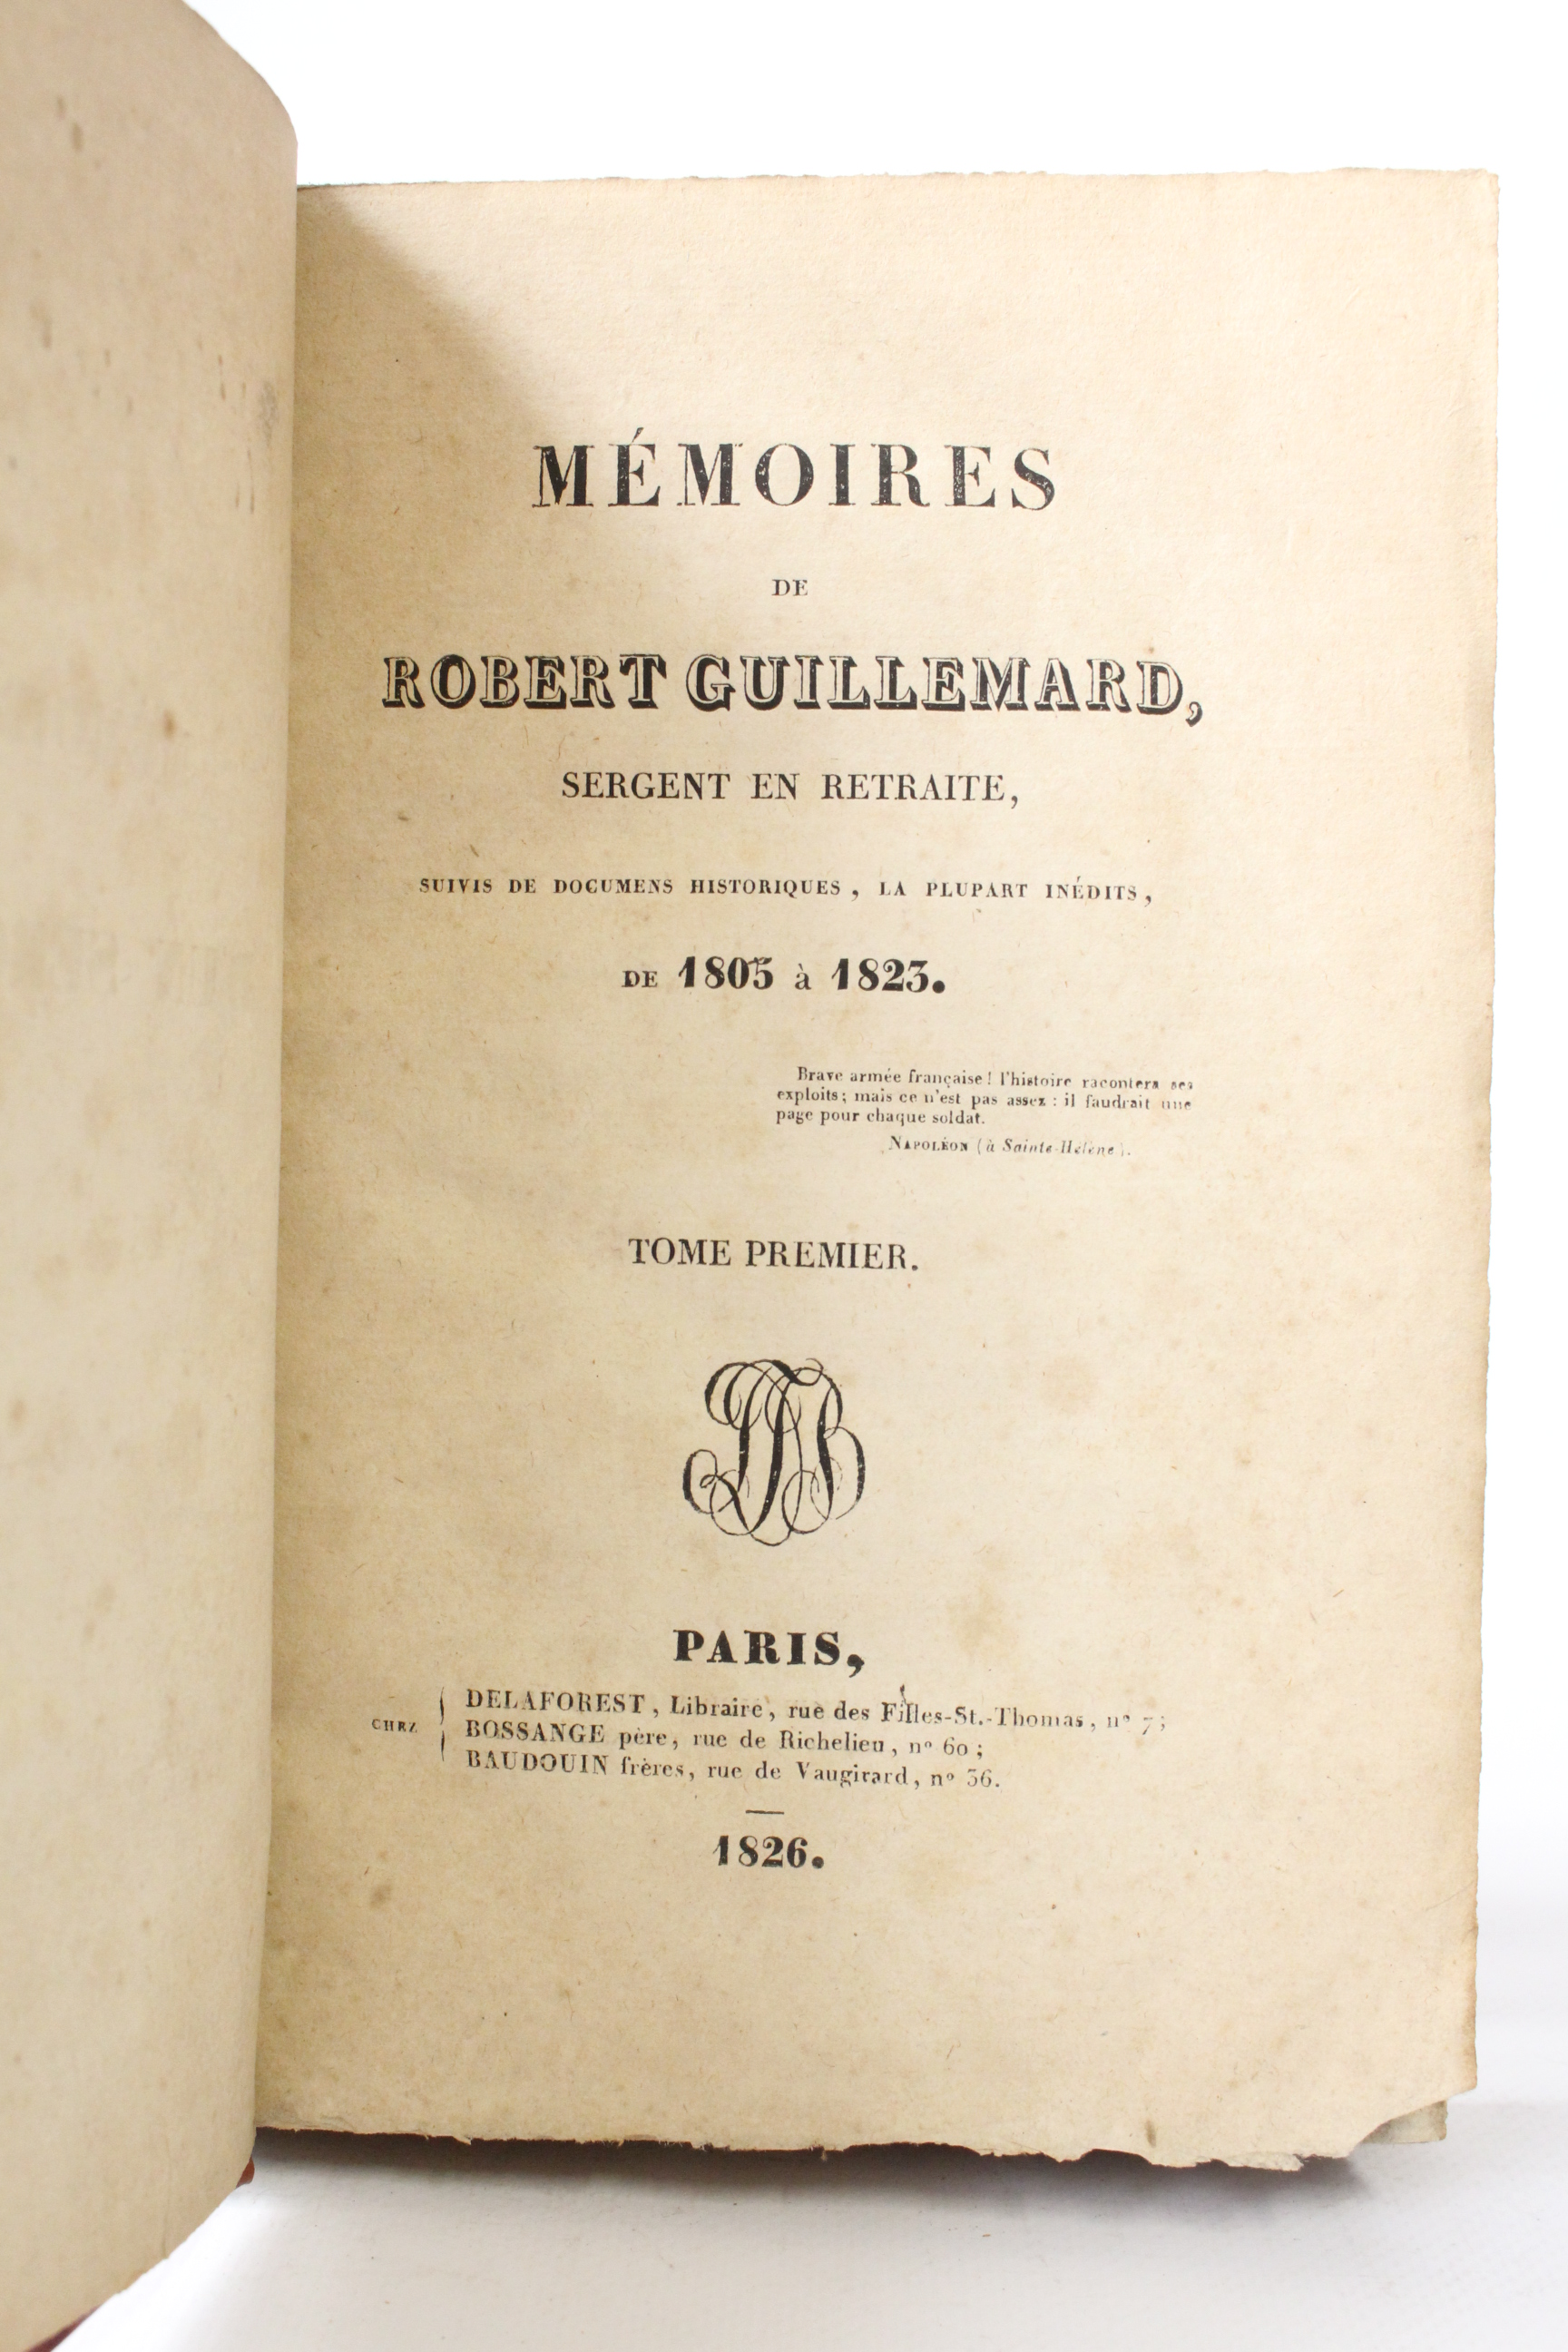 MÉMOIRES
DE
ROBERT GUILLEMARD,
SERGENT EN RETRAITE,
SUIVIS DE DOCUMENS HISTORIQUES, LA PLUPART INÉDITS,
DE 1805 à 1823.
Brave armée française! l'histoire racontera ses
exploits; mais ce n'est pas assez: il faudrait une
page pour chaque soldat.
NAPOLÉON (à Sainte-Hélène).
TOME PREMIER.
PARIS,
CHEZ
DELAFOREST, Libraire, rue des Filles-St.-Thomas, nº 7;
BOSSANGE père, rue de Richelieu, nº 60;
BAUDOUIN frères, rue de Vaugirard, nº 36.
1826.